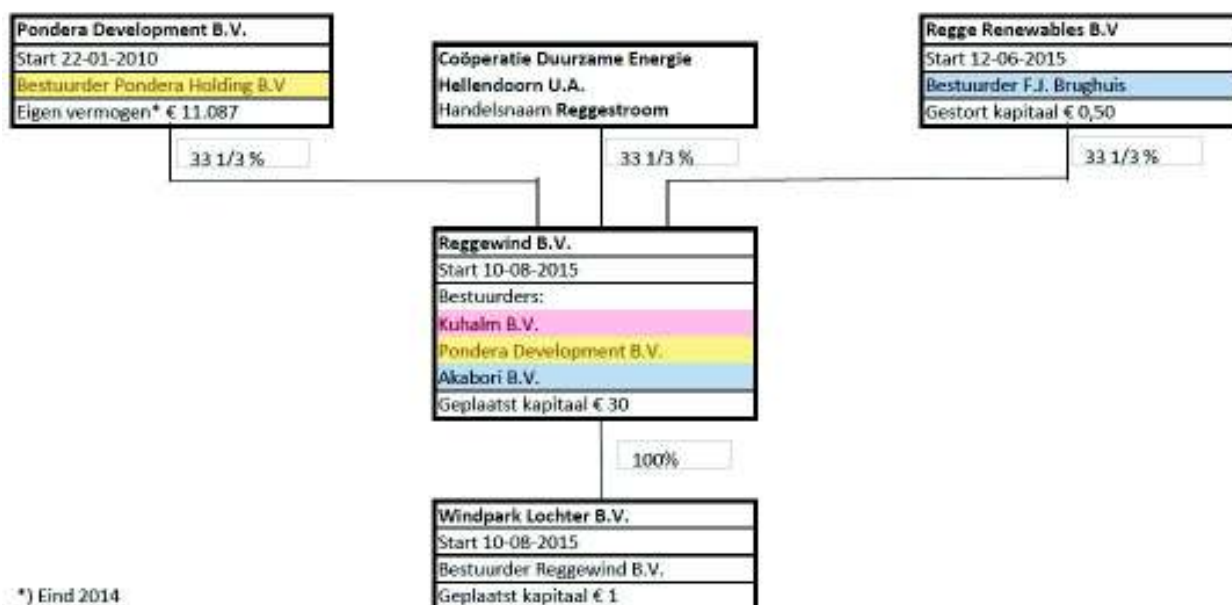 Pondera Development B.V.
Start 22-01-2010
Bestuurder Pondera Holding B.V
Eigen vermogen* € 11.087
33 1/3 %
Coöperatie Duurzame Energie
Hellendoorn U.A.
Handelsnaam Reggestroom
33 1/3 %
Regge Renewables B.V
Start 12-06-2015
Bestuurder F.J. Brughuis
Gestort kapitaal € 0,50
33 1/3 %
Reggewind B.V.
Start 10-08-2015
Bestuurders:
Kuhalm B.V.
Pondera Development B.V.
Akabori B.V.
Geplaatst kapitaal € 30
100%
Windpark Lochter B.V.
Start 10-08-2015
Bestuurder Reggewind B.V.
Geplaatst kapitaal € 1
*) Eind 2014